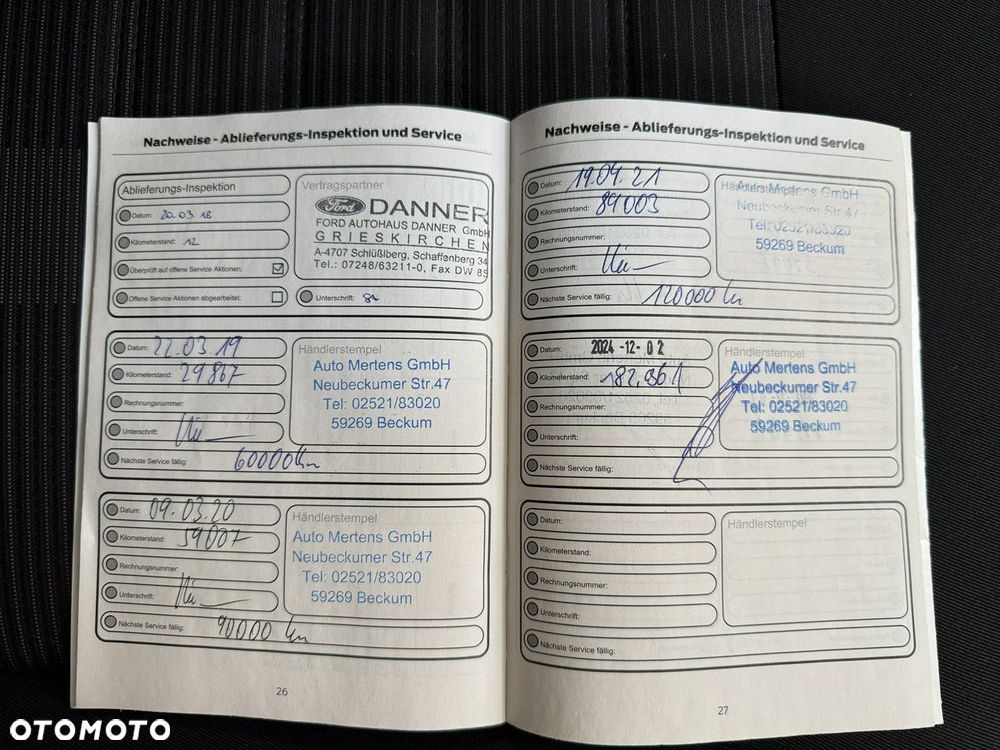 Nachweise - Ablieferungs-Inspektion und Service
Ablieferungs-Inspektion
Datum: 20.03 18
Kilometerstand: 12
Überprüft auf offene Service Aktionen:
Offene Service Aktionen abgearbeitet:
Vertragspartner
Ford DANNER
FORD AUTOHAUS DANNER GmbH
GRIESKIRCHEN
A-4707 Schlüßlberg, Schaffenberg 34
Tel.: 07248/63211-0, Fax DW 85
Unterschrift:
Datum: 22.03.19
Kilometerstand: 29867
Rechnungsnummer:
Unterschrift:
Nächste Service fällig: 60000 km
Händlerstempel
Auto Mertens GmbH
Neubeckumer Str.47
Tel: 02521/83020
59269 Beckum
Datum: 09.03.20
Kilometerstand: 59007
Rechnungsnummer:
Unterschrift:
Nächste Service fällig: 90000 km
Händlerstempel
Auto Mertens GmbH
Neubeckumer Str.47
Tel: 02521/83020
59269 Beckum
26
Nachweise - Ablieferungs-Inspektion und Service
Datum: 19.04.21
Kilometerstand: 89003
Rechnungsnummer:
Unterschrift:
Nächste Service fällig: 120000 km
Händlerstempel
Auto Mertens GmbH
Neubeckumer Str.47
Tel: 02521/83020
59269 Beckum
Datum: 2024-12-02
Kilometerstand: 182.961
Rechnungsnummer:
Unterschrift:
Nächste Service fällig:
Händlerstempel
Auto Mertens GmbH
Neubeckumer Str.47
Tel: 02521/83020
59269 Beckum
Datum:
Kilometerstand:
Rechnungsnummer:
Unterschrift:
Nächste Service fällig:
Händlerstempel
27
OTOMOTO